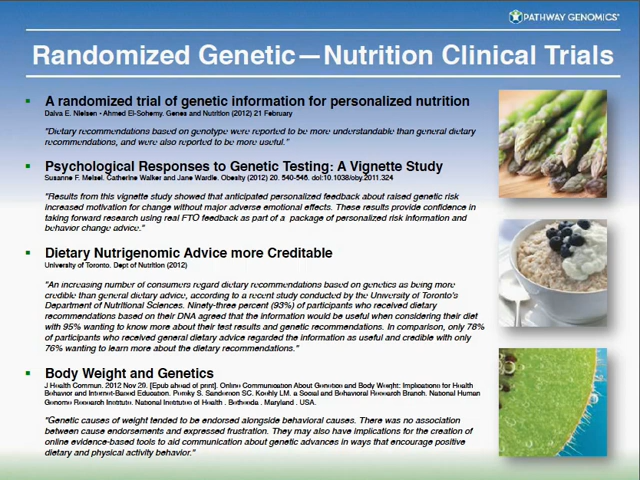 PATHWAY GENOMICS®
Randomized Genetic—Nutrition Clinical Trials
▪ A randomized trial of genetic information for personalized nutrition
Daiva E. Nielsen - Ahmed El-Sohemy. Genes and Nutrition (2012) 21 February
"Dietary recommendations based on genotype were reported to be more understandable than general dietary
recommendations, and were also reported to be more useful."
▪ Psychological Responses to Genetic Testing: A Vignette Study
Susanne F. Meisel. Catherine Walker and Jane Wardle. Obesity (2012) 20. 540-546. doi:10.1038/oby.2011.324
"Results from this vignette study showed that anticipated personalized feedback about raised genetic risk
increased motivation for change without major adverse emotional effects. These results provide confidence in
taking forward research using real FTO feedback as part of a package of personalized risk information and
behavior change advice."
▪ Dietary Nutrigenomic Advice more Creditable
University of Toronto. Dept of Nutrition (2012)
"An increasing number of consumers regard dietary recommendations based on genetics as being more
credible than general dietary advice, according to a recent study conducted by the University of Toronto's
Department of Nutritional Sciences. Ninety-three percent (93%) of participants who received dietary
recommendations based on their DNA agreed that the information would be useful when considering their diet
with 95% wanting to know more about their test results and genetic recommendations. In comparison, only 78%
of participants who received general dietary advice regarded the information as useful and credible with only
76% wanting to learn more about the dietary recommendations."
▪ Body Weight and Genetics
J Health Commun. 2012 Nov 29. [Epub ahead of print]. Online Communication About Genetics and Body Weight: Implications for Health
Behavior and Internet-Based Education. Sanderson SC. Koehly LM. a Social and Behavioral Research Branch. National Human
Genome Research Institute. National Institutes of Health . Bethesda . Maryland . USA.
"Genetic causes of weight tended to be endorsed alongside behavioral causes. There was no association
between cause endorsements and expressed frustration. They may also have implications for the creation of
online evidence-based tools to aid communication about genetic advances in ways that encourage positive
dietary and physical activity behavior."